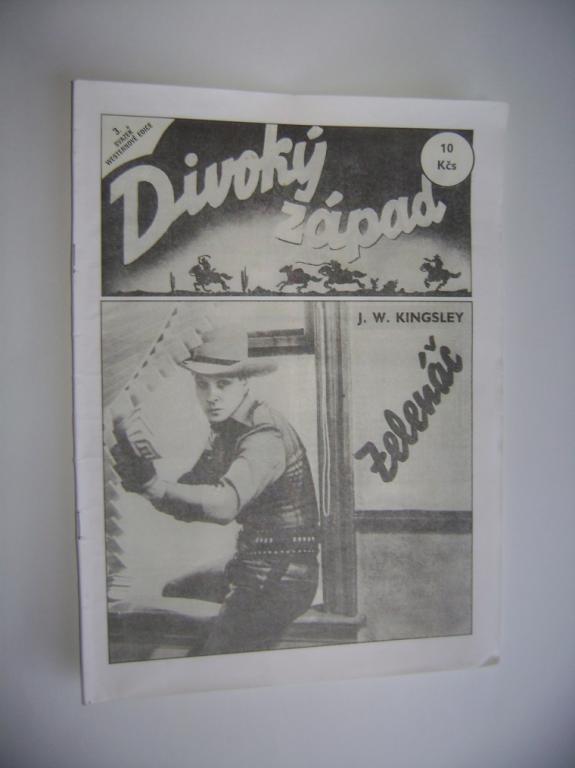 3.
SVAZEK
WESTERNOVÉ EDICE
10
Kčs
Divoký
západ
J. W. KINGSLEY
Zelenáč